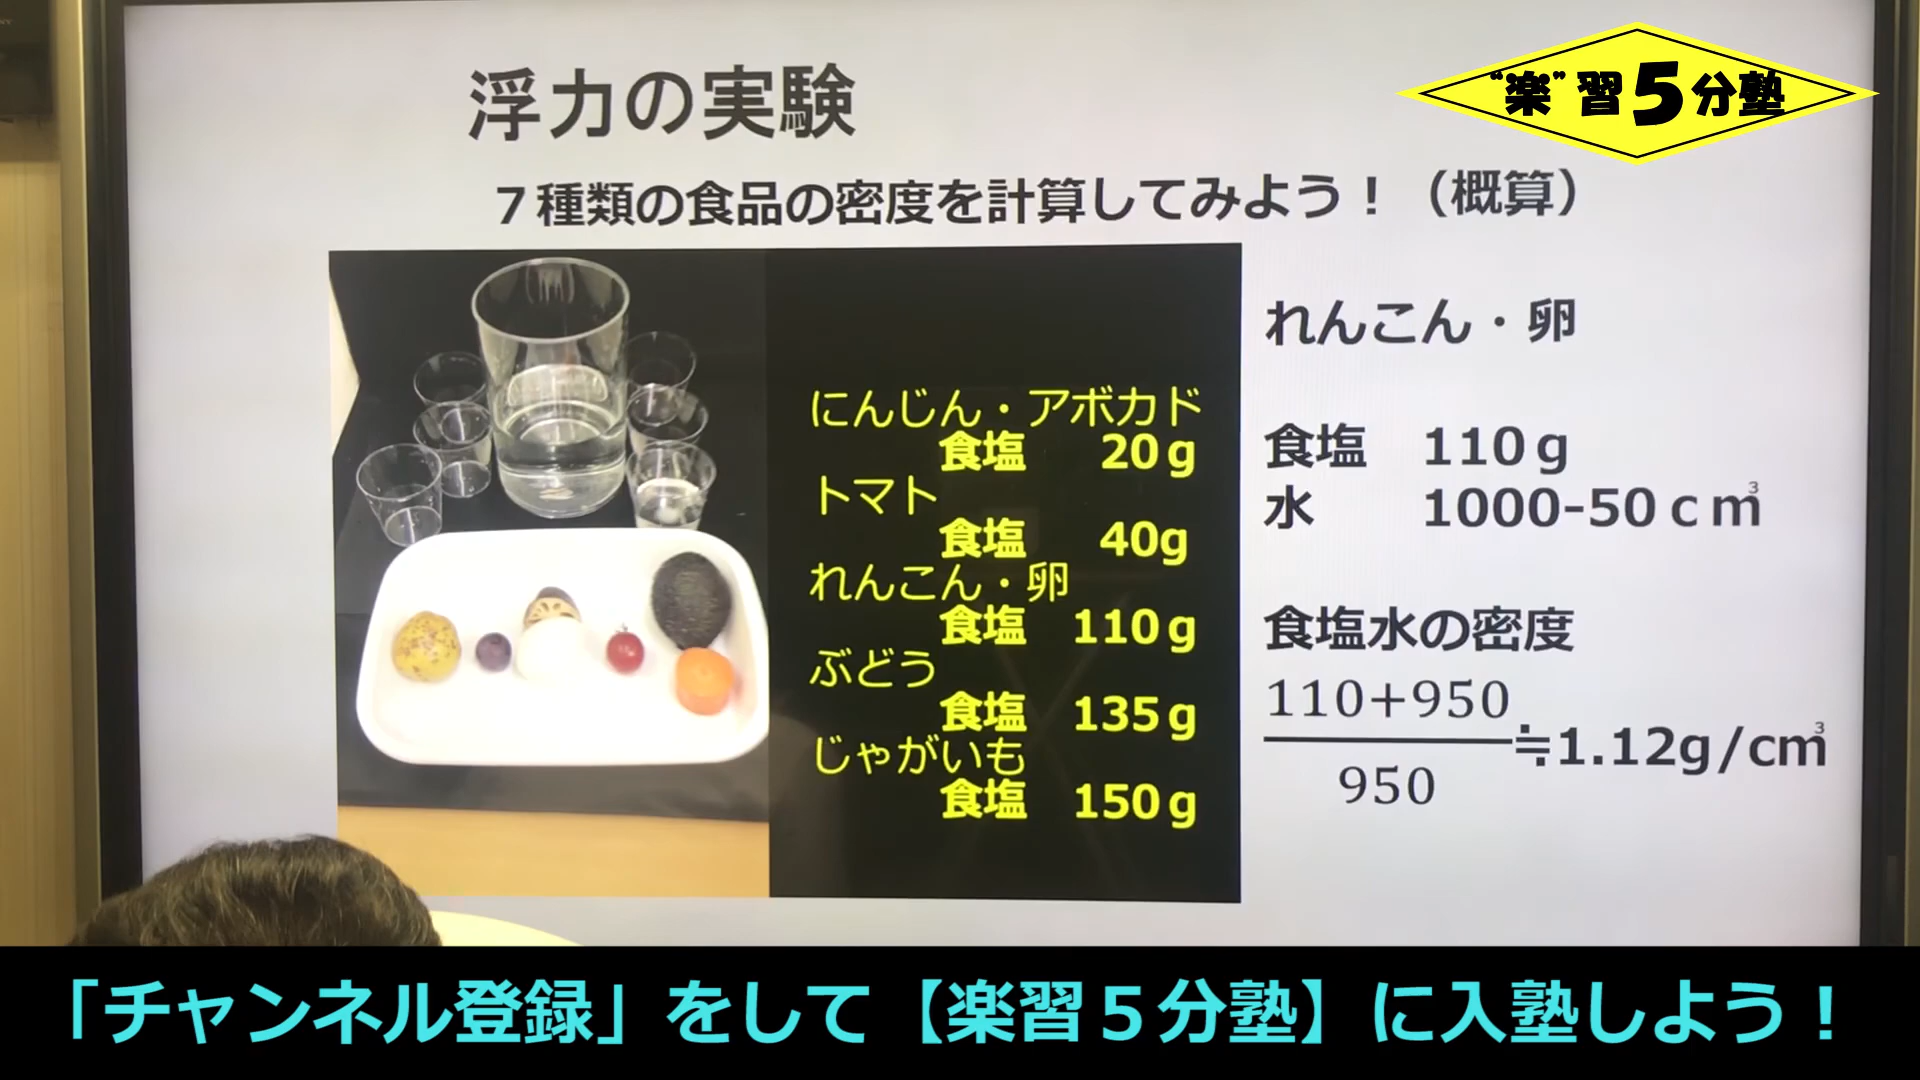 浮力の実験
“楽”習5分塾
７種類の食品の密度を計算してみよう！（概算）
にんじん・アボカド
食塩 20g
トマト
食塩 40g
れんこん・卵
食塩 110g
ぶどう
食塩 135g
じゃがいも
食塩 150g
れんこん・卵
食塩 110g
水 1000-50cm³
食塩水の密度
110+950
950
≒1.12g/cm³
「チャンネル登録」をして【楽習５分塾】に入塾しよう！